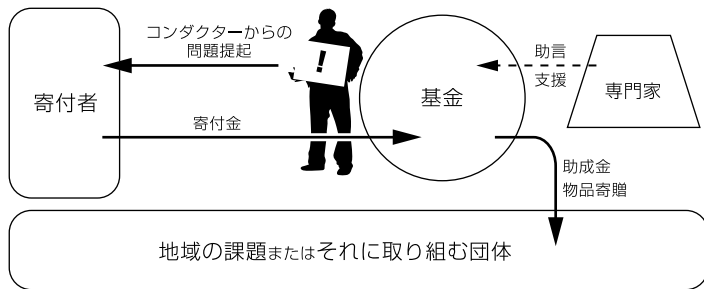 コンダクターからの
問題提起
!
助言
支援
寄付者
基金
専門家
寄付金
助成金
物品寄贈
地域の課題またはそれに取り組む団体